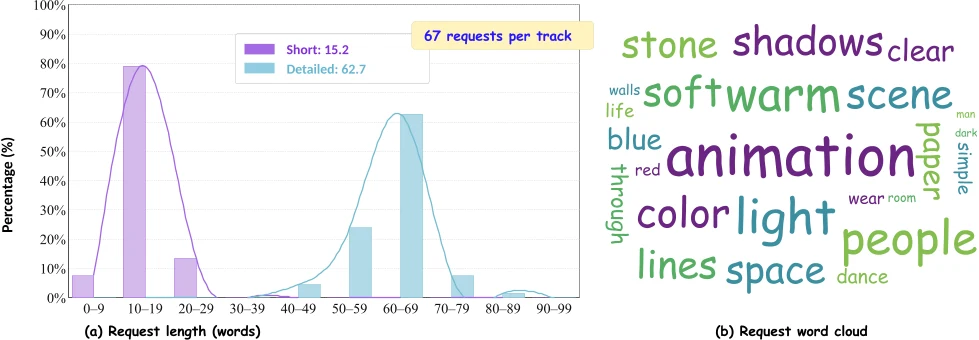 100%
90%
80%
70%
60%
50%
40%
30%
20%
10%
0%
Percentage (%)
Short: 15.2
Detailed: 62.7
67 requests per track
0–9 10–19 20–29 30–39 40–49 50–59 60–69 70–79 80–89 90–99
(a) Request length (words)
stone shadows clear
walls soft warm scene
life
man
blue animation paper dark
red
simple
through
wear room
color light
people
lines space
dance
(b) Request word cloud